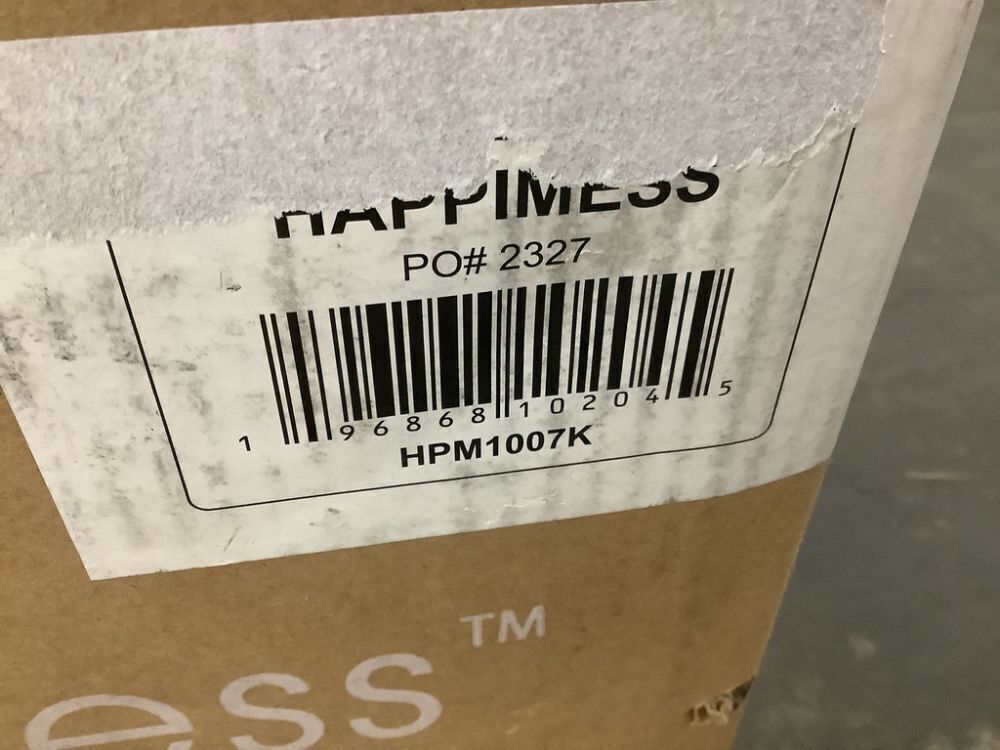 HAPPIMESS
PO# 2327
1 96868 10204 5
HPM1007K
ess™